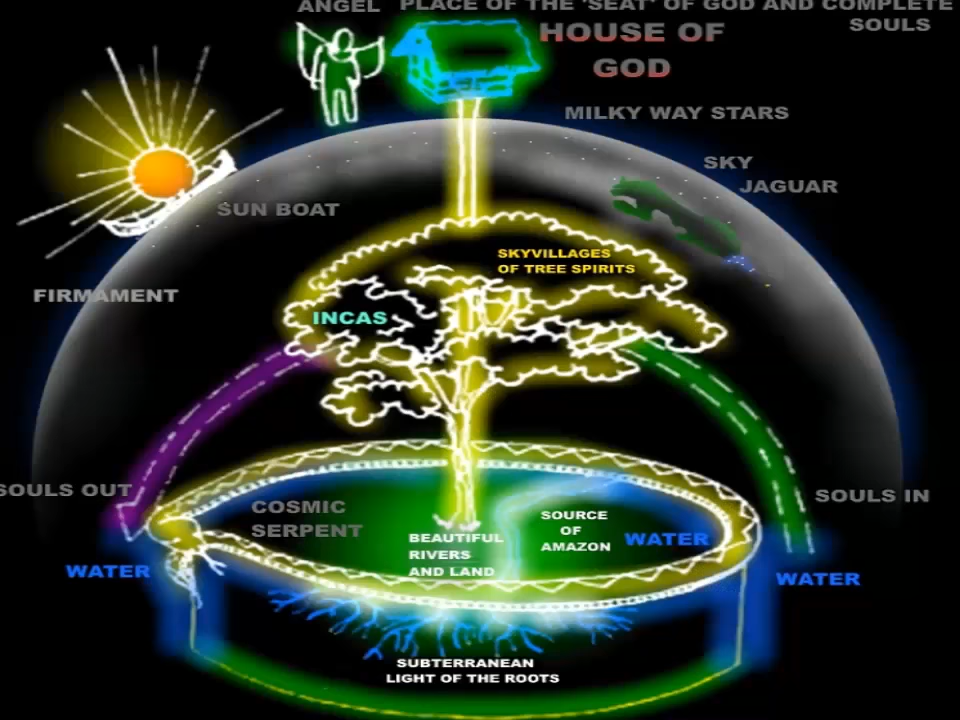 ANGEL PLACE OF THE 'SEAT' OF GOD AND COMPLETE
SOULS
HOUSE OF
GOD
MILKY WAY STARS
SKY
JAGUAR
SUN BOAT
SKYVILLAGES
OF TREE SPIRITS
FIRMAMENT
INCAS
SOULS OUT
SOULS IN
COSMIC
SERPENT
BEAUTIFUL
RIVERS
AND LAND
SOURCE
OF
AMAZON
WATER
WATER
WATER
SUBTERRANEAN
LIGHT OF THE ROOTS